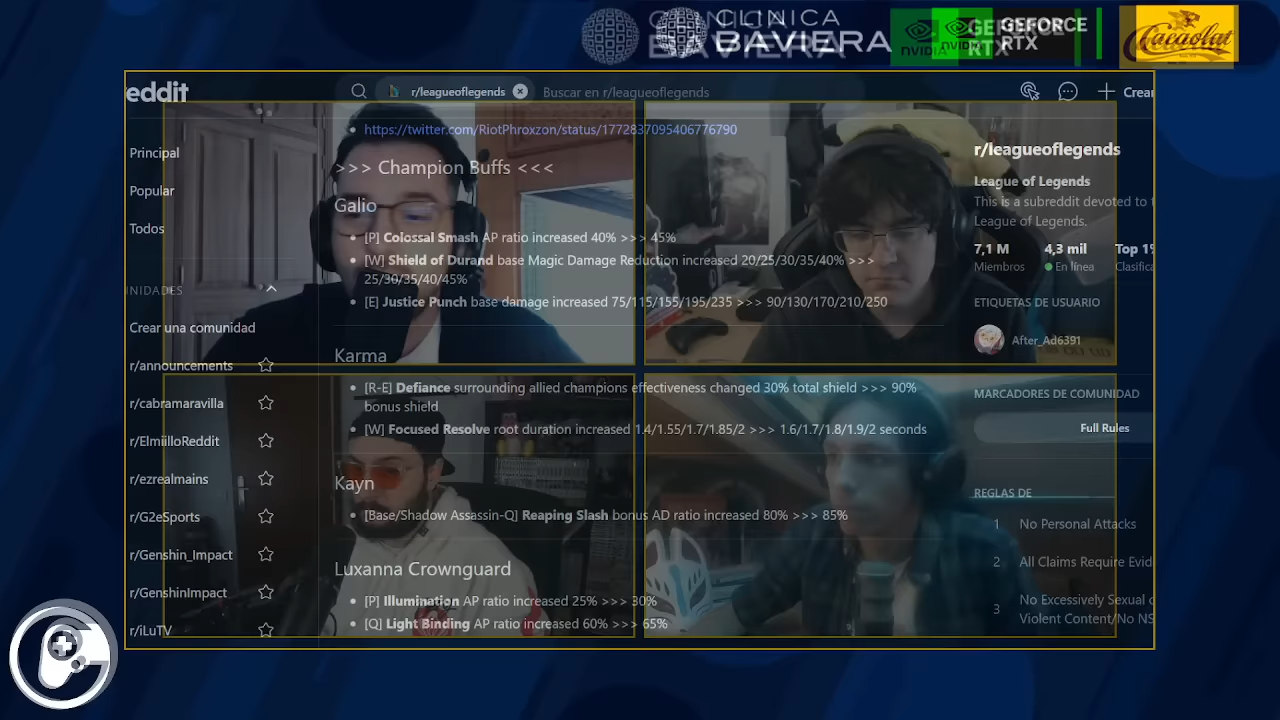 CLINICA
BAVIERA
NVIDIA
GEFORCE
RTX
Cacaolat
eddit
r/leagueoflegends
Buscar en r/leagueoflegends
Crear
https://twitter.com/RiotPhroxzon/status/1772837095406776790
>>> Champion Buffs <<<
Galio
[P] Colossal Smash AP ratio increased 40% >>> 45%
[W] Shield of Durand base Magic Damage Reduction increased 20/25/30/35/40% >>>
25/30/35/40/45%
[E] Justice Punch base damage increased 75/115/155/195/235 >>> 90/130/170/210/250
Karma
[R-E] Defiance surrounding allied champions effectiveness changed 30% total shield >>> 90%
bonus shield
[W] Focused Resolve root duration increased 1.4/1.55/1.7/1.85/2 >>> 1.6/1.7/1.8/1.9/2 seconds
Kayn
[Base/Shadow Assassin-Q] Reaping Slash bonus AD ratio increased 80% >>> 85%
Luxanna Crownguard
[P] Illumination AP ratio increased 25% >>> 30%
[Q] Light Binding AP ratio increased 60% >>> 65%
Principal
Popular
Todos
INIDADES
Crear una comunidad
r/announcements
r/cabramaravilla
r/ElmiilloReddit
r/ezrealmains
r/G2eSports
r/Genshin_Impact
r/GenshinImpact
r/iLuTV
r/leagueoflegends
League of Legends
This is a subreddit devoted to t
League of Legends.
7,1 M
4,3 mil
Top 1%
Miembros
En línea
Clasifica
ETIQUETAS DE USUARIO
After_Ad6391
MARCADORES DE COMUNIDAD
Full Rules
REGLAS DE
1 No Personal Attacks
2 All Claims Require Evid
3 No Excessively Sexual o
Violent Content/No NS